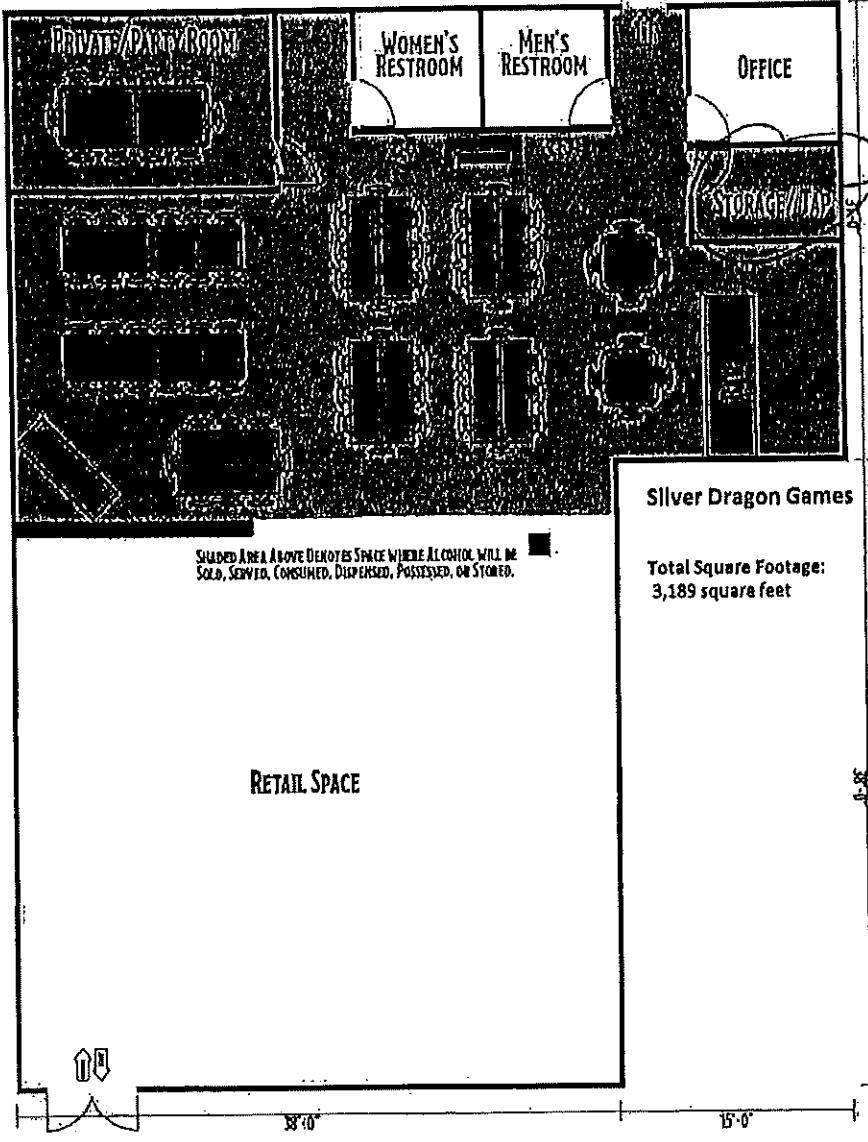 PRIVATE/PARTY ROOM
WOMEN'S
RESTROOM
MEN'S
RESTROOM
OFFICE
STORAGE/TAP
BAR
Silver Dragon Games
SHADED AREA ABOVE DENOTES SPACE WHERE ALCOHOL WILL BE
SOLD, SERVED, CONSUMED, DISPENSED, POSSESSED, OR STORED.
Total Square Footage:
3,189 square feet
RETAIL SPACE
38'-0"
15'-0"